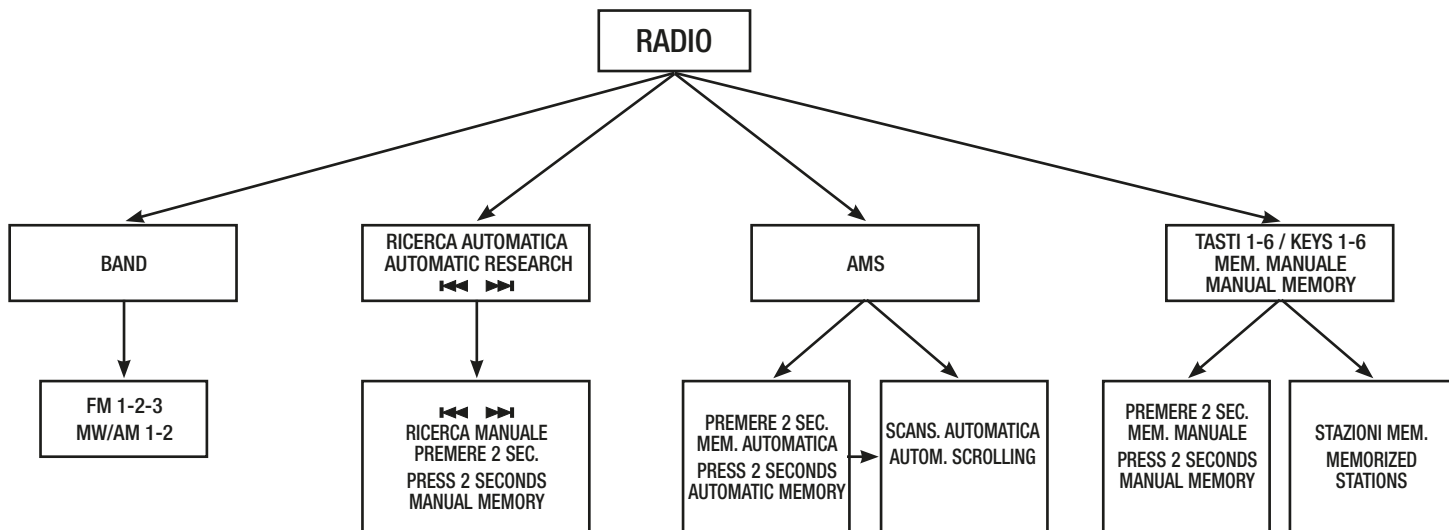 RADIO
BAND
RICERCA AUTOMATICA
AUTOMATIC RESEARCH
AMS
TASTI 1-6 / KEYS 1-6
MEM. MANUALE
MANUAL MEMORY
FM 1-2-3
MW/AM 1-2
RICERCA MANUALE
PREMERE 2 SEC.
PRESS 2 SECONDS
MANUAL MEMORY
PREMERE 2 SEC.
MEM. AUTOMATICA
PRESS 2 SECONDS
AUTOMATIC MEMORY
SCANS. AUTOMATICA
AUTOM. SCROLLING
PREMERE 2 SEC.
MEM. MANUALE
PRESS 2 SECONDS
MANUAL MEMORY
STAZIONI MEM.
MEMORIZED
STATIONS